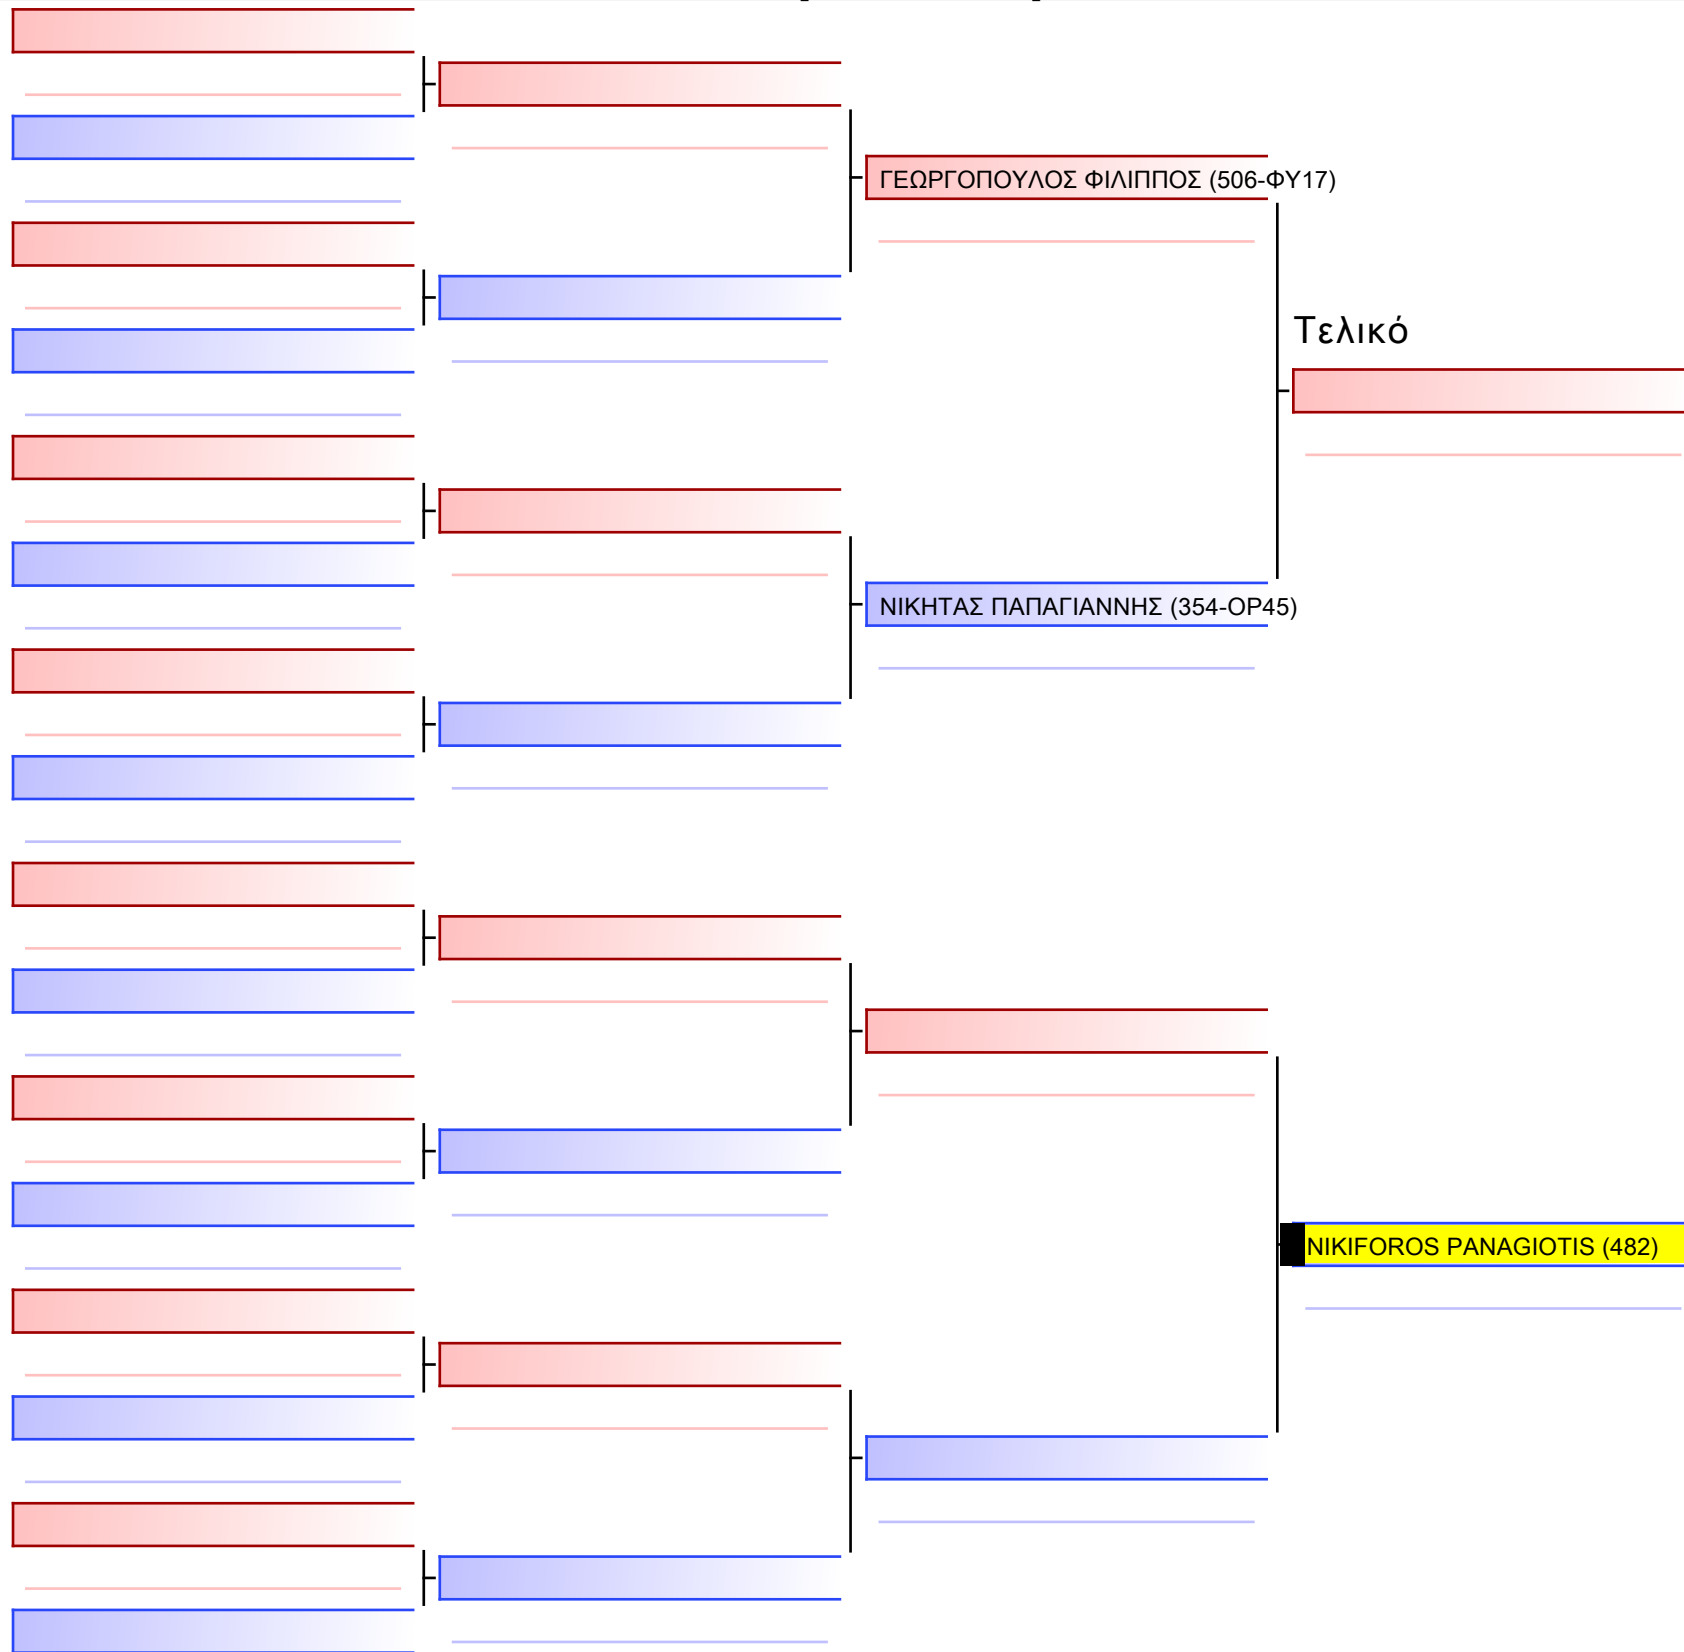 ΓΕΩΡΓΟΠΟΥΛΟΣ ΦΙΛΙΠΠΟΣ (506-ΦΥ17)
Τελικό
ΝΙΚΗΤΑΣ ΠΑΠΑΓΙΑΝΝΗΣ (354-ΟΡ45)
NIKIFOROS PANAGIOTIS (482)